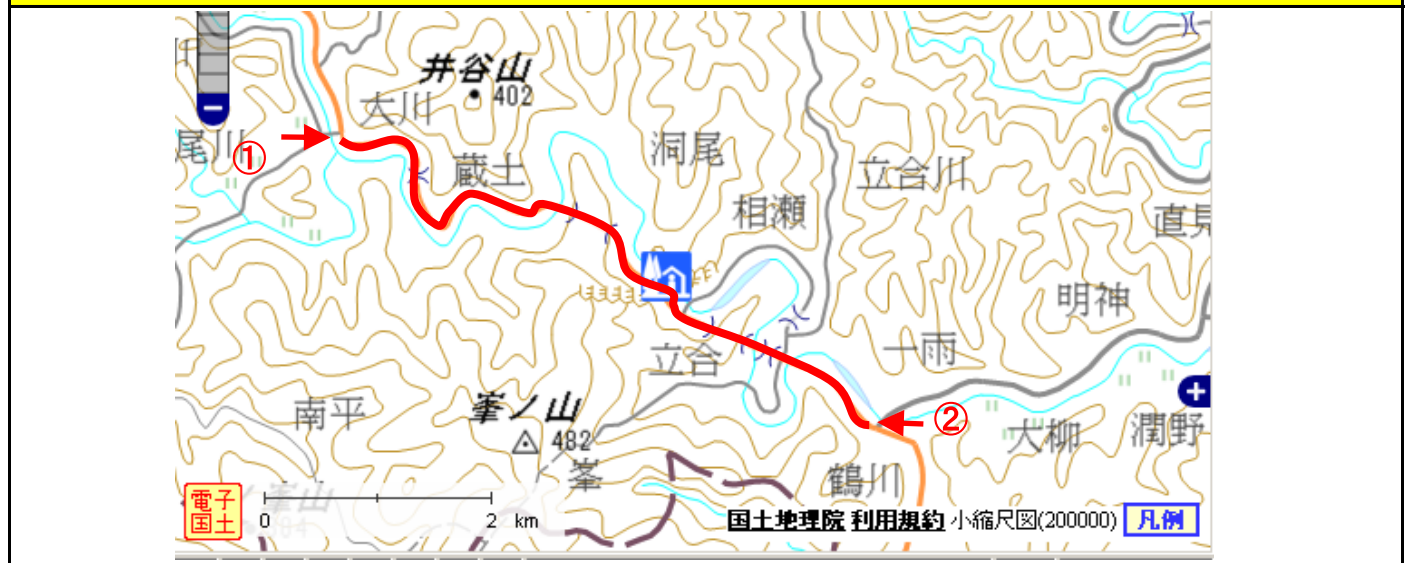 井谷山
402
大川
尾川
①
蔵土
洞尾
立合川
相瀬
直見
明神
立合
一雨
峯ノ山
482
南平
峯
②
大柳
潤野
鶴川
電子
国土
0
2 km
国土地理院 利用規約 小縮尺図(200000) 凡例